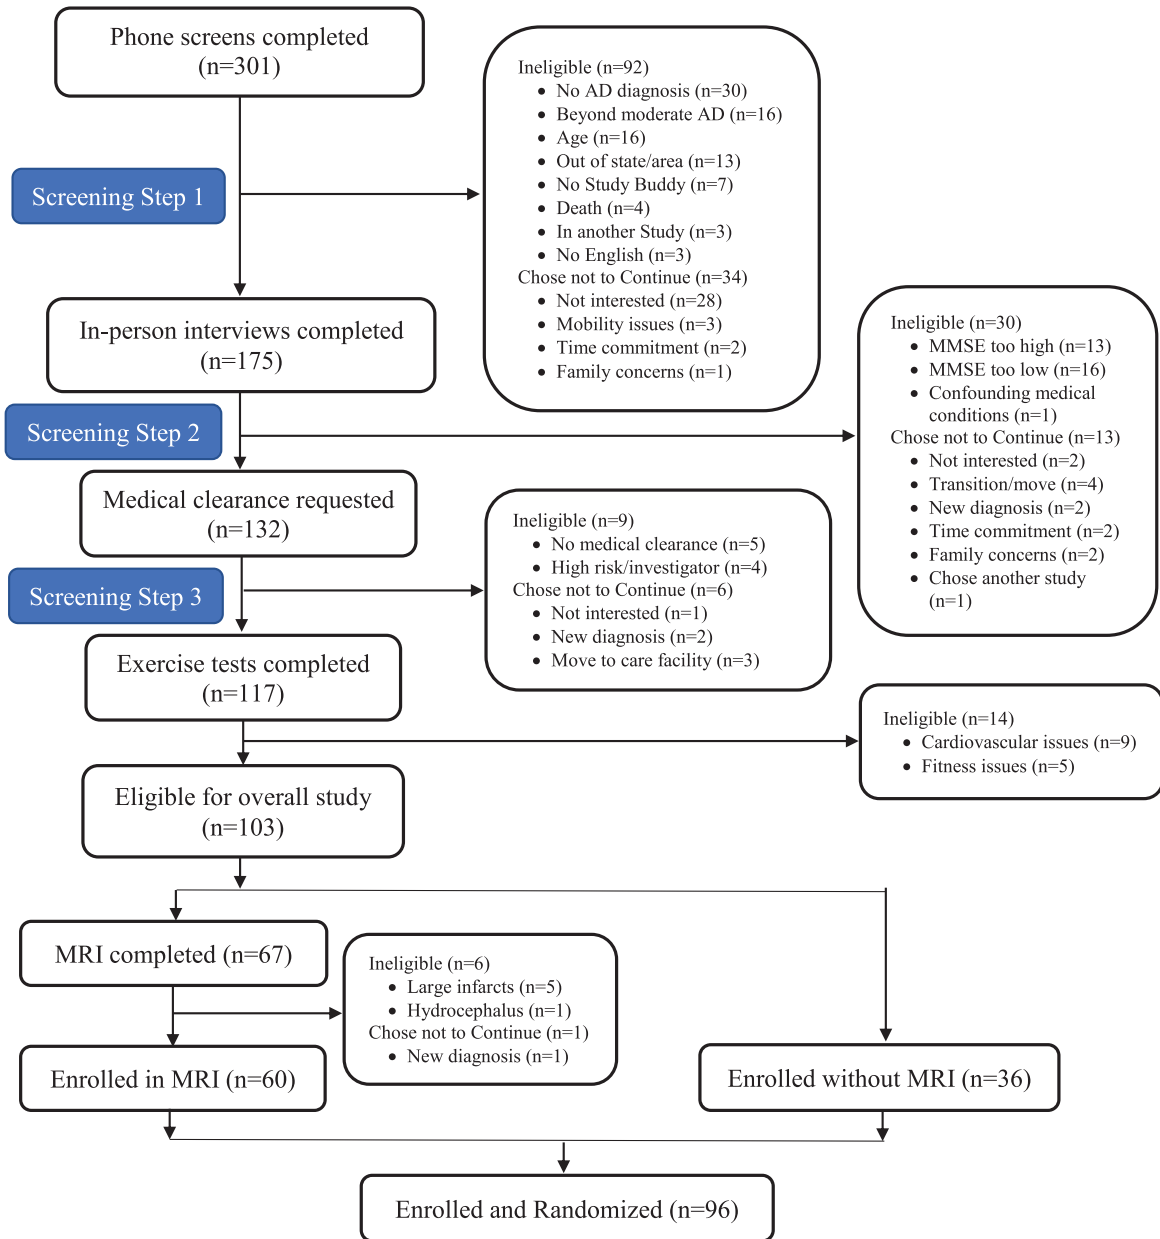 Phone screens completed
(n=301)
Ineligible (n=92)
• No AD diagnosis (n=30)
• Beyond moderate AD (n=16)
• Age (n=16)
• Out of state/area (n=13)
• No Study Buddy (n=7)
• Death (n=4)
• In another Study (n=3)
• No English (n=3)
Chose not to Continue (n=34)
• Not interested (n=28)
• Mobility issues (n=3)
• Time commitment (n=2)
• Family concerns (n=1)
Screening Step 1
In-person interviews completed
(n=175)
Ineligible (n=30)
• MMSE too high (n=13)
• MMSE too low (n=16)
• Confounding medical
conditions (n=1)
Chose not to Continue (n=13)
• Not interested (n=2)
• Transition/move (n=4)
• New diagnosis (n=2)
• Time commitment (n=2)
• Family concerns (n=2)
• Chose another study
(n=1)
Screening Step 2
Medical clearance requested
(n=132)
Ineligible (n=9)
• No medical clearance (n=5)
• High risk/investigator (n=4)
Chose not to Continue (n=6)
• Not interested (n=1)
• New diagnosis (n=2)
• Move to care facility (n=3)
Screening Step 3
Exercise tests completed
(n=117)
Ineligible (n=14)
• Cardiovascular issues (n=9)
• Fitness issues (n=5)
Eligible for overall study
(n=103)
MRI completed (n=67)
Ineligible (n=6)
• Large infarcts (n=5)
• Hydrocephalus (n=1)
Chose not to Continue (n=1)
• New diagnosis (n=1)
Enrolled in MRI (n=60)
Enrolled without MRI (n=36)
Enrolled and Randomized (n=96)